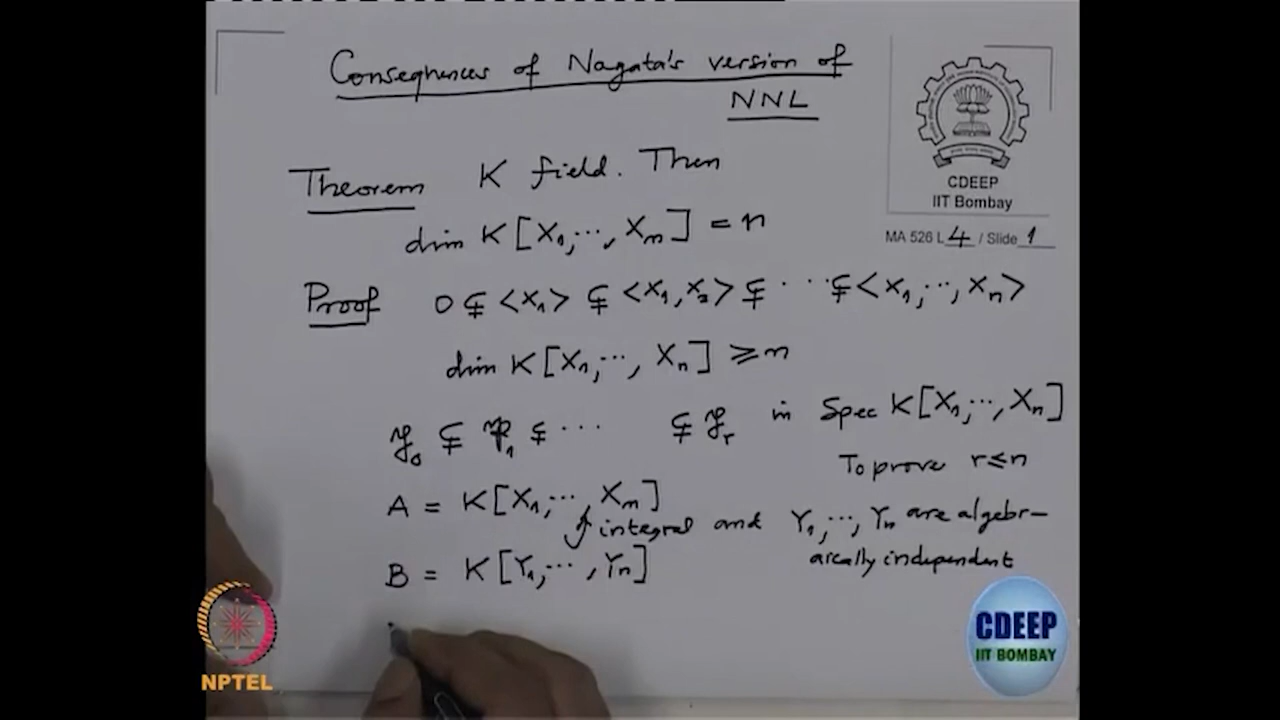 Consequences of Nagata's version of
NNL
CDEEP
IIT Bombay
MA 526 L 4 / Slide 1
Theorem K field. Then
dim K[X₁,⋯, Xₙ] = n
Proof 0 ⊊ <X₁> ⊊ <X₁, X₂> ⊊ ⋯ ⊊ <X₁,⋯, Xₙ>
dim K[X₁,⋯, Xₙ] ⩾ n
𝔭₀ ⊊ 𝔭₁ ⊊ ⋯ ⊊ 𝔭ᵣ in Spec K[X₁,⋯, Xₙ]
To prove r≤n
A = K[X₁,⋯, Xₙ]
integral and Y₁,⋯, Yₙ are algebr-
aically independent
B = K[Y₁,⋯, Yₙ]
NPTEL
CDEEP
IIT BOMBAY